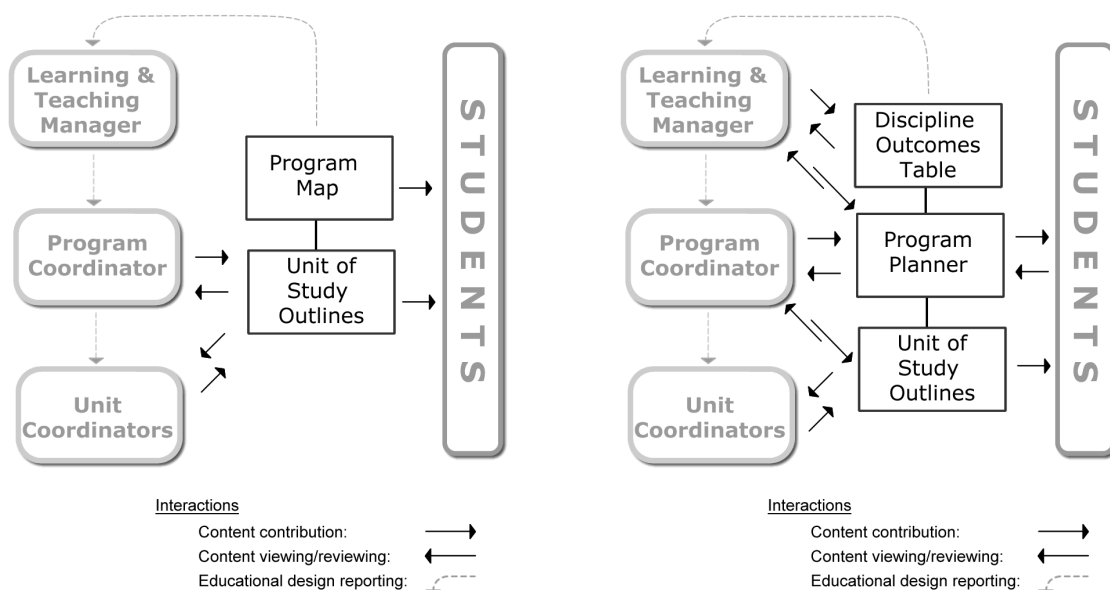 Learning &
Teaching
Manager
Program
Map
Program
Coordinator
Unit of
Study
Outlines
Unit
Coordinators
STUDENTS
Interactions
Content contribution:
Content viewing/reviewing:
Educational design reporting:
Learning &
Teaching
Manager
Discipline
Outcomes
Table
Program
Coordinator
Program
Planner
Unit of
Study
Outlines
Unit
Coordinators
STUDENTS
Interactions
Content contribution:
Content viewing/reviewing:
Educational design reporting: